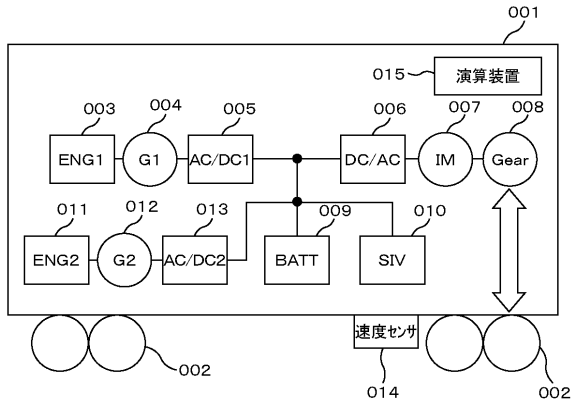 001
015
演算装置
003
004
005
006
007
008
ENG1
G1
AC/DC1
DC/AC
IM
Gear
011
012
013
009
010
ENG2
G2
AC/DC2
BATT
SIV
速度センサ
002
014
002